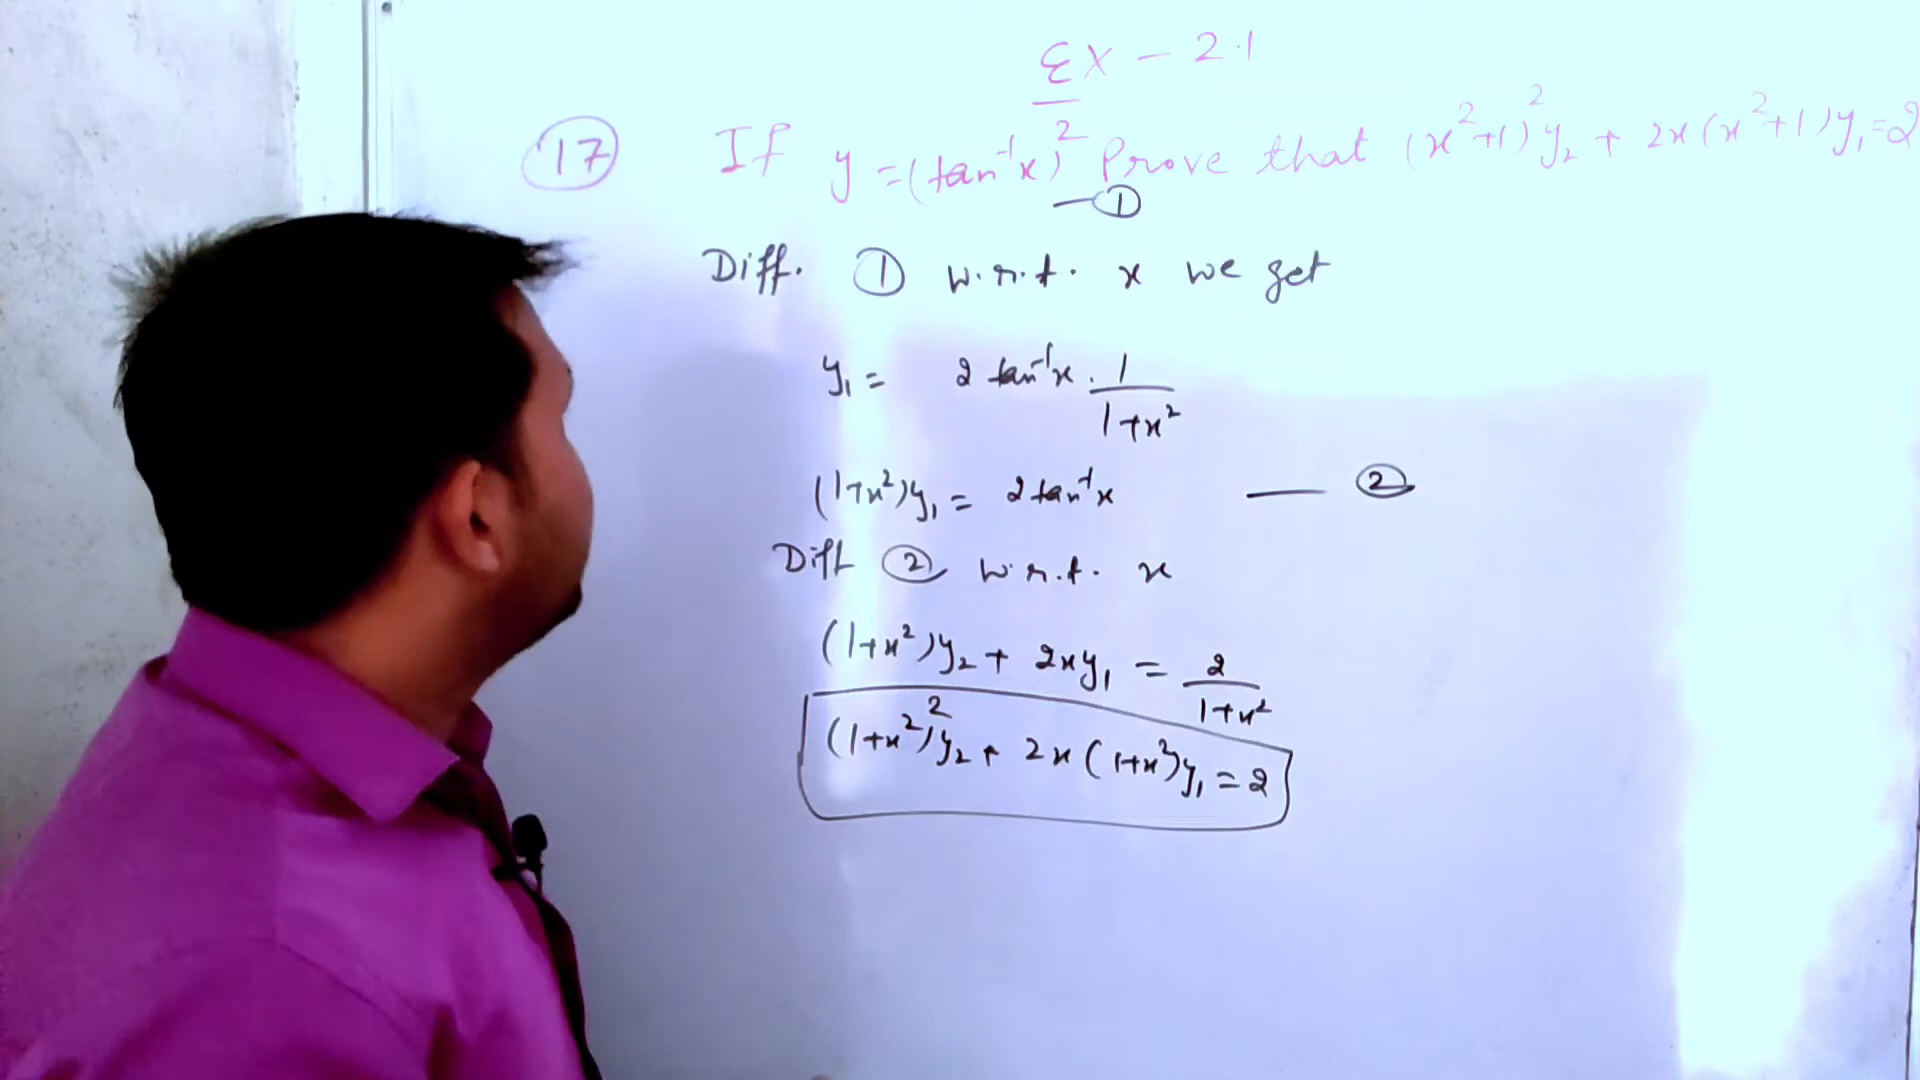 Ex - 2.1
17 If y = (tan⁻¹x)² Prove that (x²+1)²y₂ + 2x(x²+1)y₁=2
— ①
Diff. ① w.r.t. x we get
y₁ = 2 tan⁻¹x . 1/(1+x²)
(1+x²)y₁ = 2tan⁻¹x — ②
Diff ② w.r.t. x
(1+x²)y₂ + 2xy₁ = 2/(1+x²)
(1+x²)²y₂ + 2x(1+x²)y₁ = 2